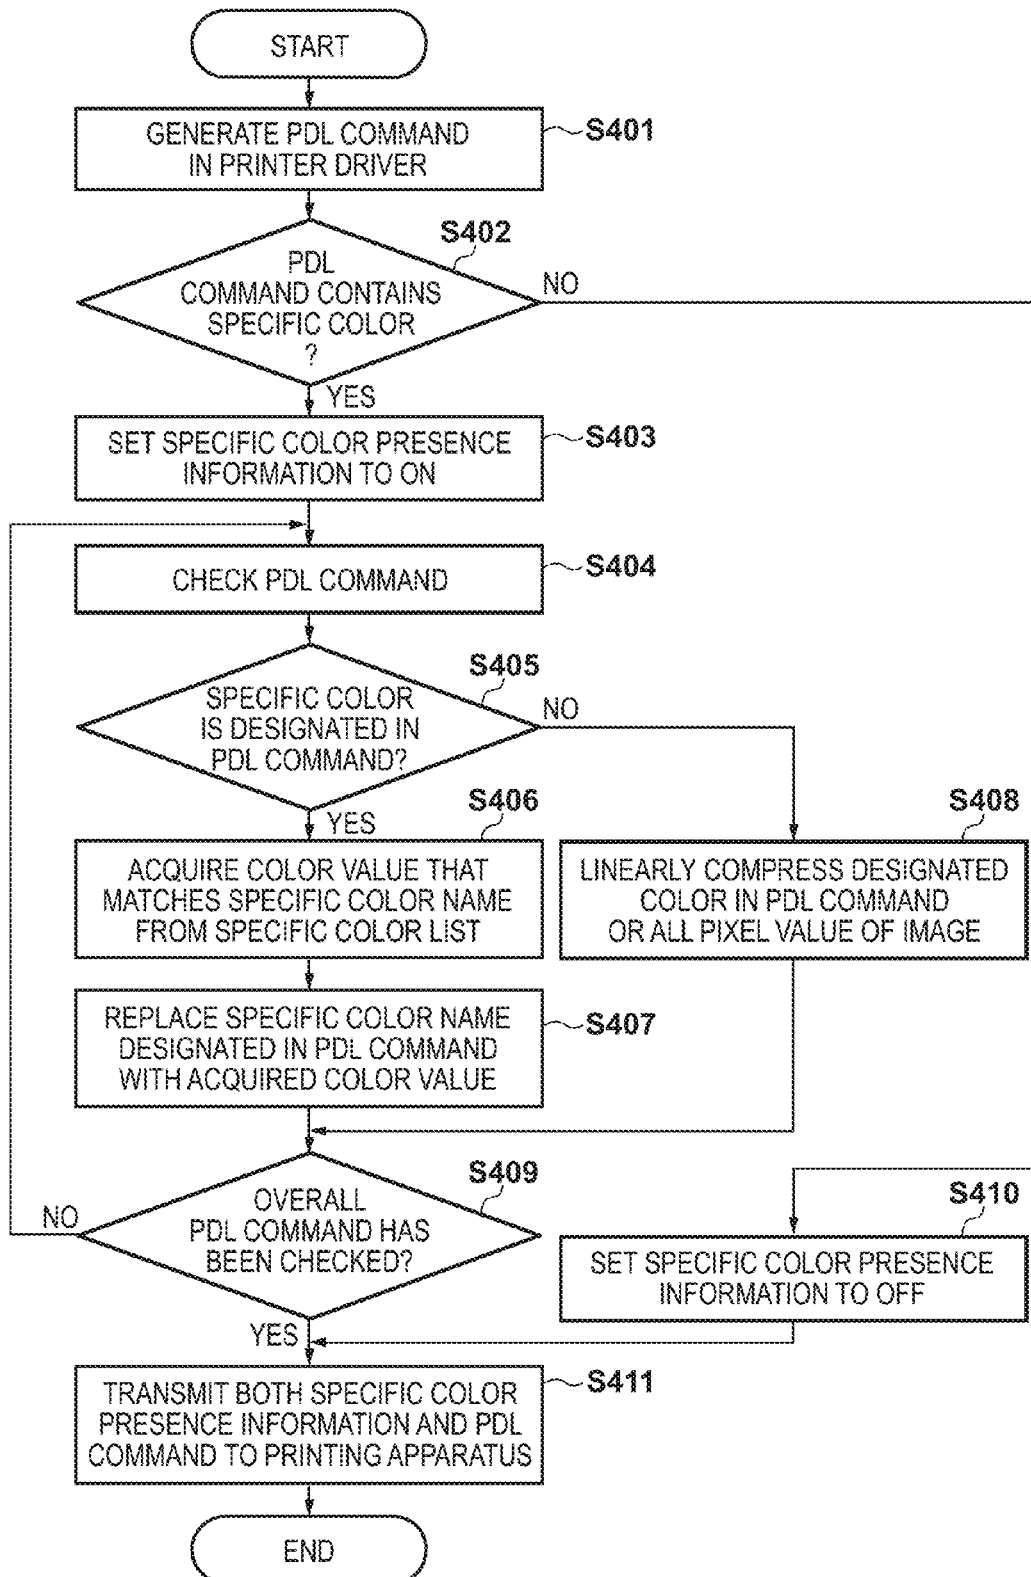 START
GENERATE PDL COMMAND
IN PRINTER DRIVER
S401
S402
PDL
COMMAND CONTAINS
SPECIFIC COLOR
?
NO
YES
SET SPECIFIC COLOR PRESENCE
INFORMATION TO ON
S403
CHECK PDL COMMAND
S404
S405
SPECIFIC COLOR
IS DESIGNATED IN
PDL COMMAND?
NO
YES
S406
ACQUIRE COLOR VALUE THAT
MATCHES SPECIFIC COLOR NAME
FROM SPECIFIC COLOR LIST
S408
LINEARLY COMPRESS DESIGNATED
COLOR IN PDL COMMAND
OR ALL PIXEL VALUE OF IMAGE
REPLACE SPECIFIC COLOR NAME
DESIGNATED IN PDL COMMAND
WITH ACQUIRED COLOR VALUE
S407
S409
OVERALL
PDL COMMAND HAS
BEEN CHECKED?
NO
YES
S410
SET SPECIFIC COLOR PRESENCE
INFORMATION TO OFF
TRANSMIT BOTH SPECIFIC COLOR
PRESENCE INFORMATION AND PDL
COMMAND TO PRINTING APPARATUS
S411
END